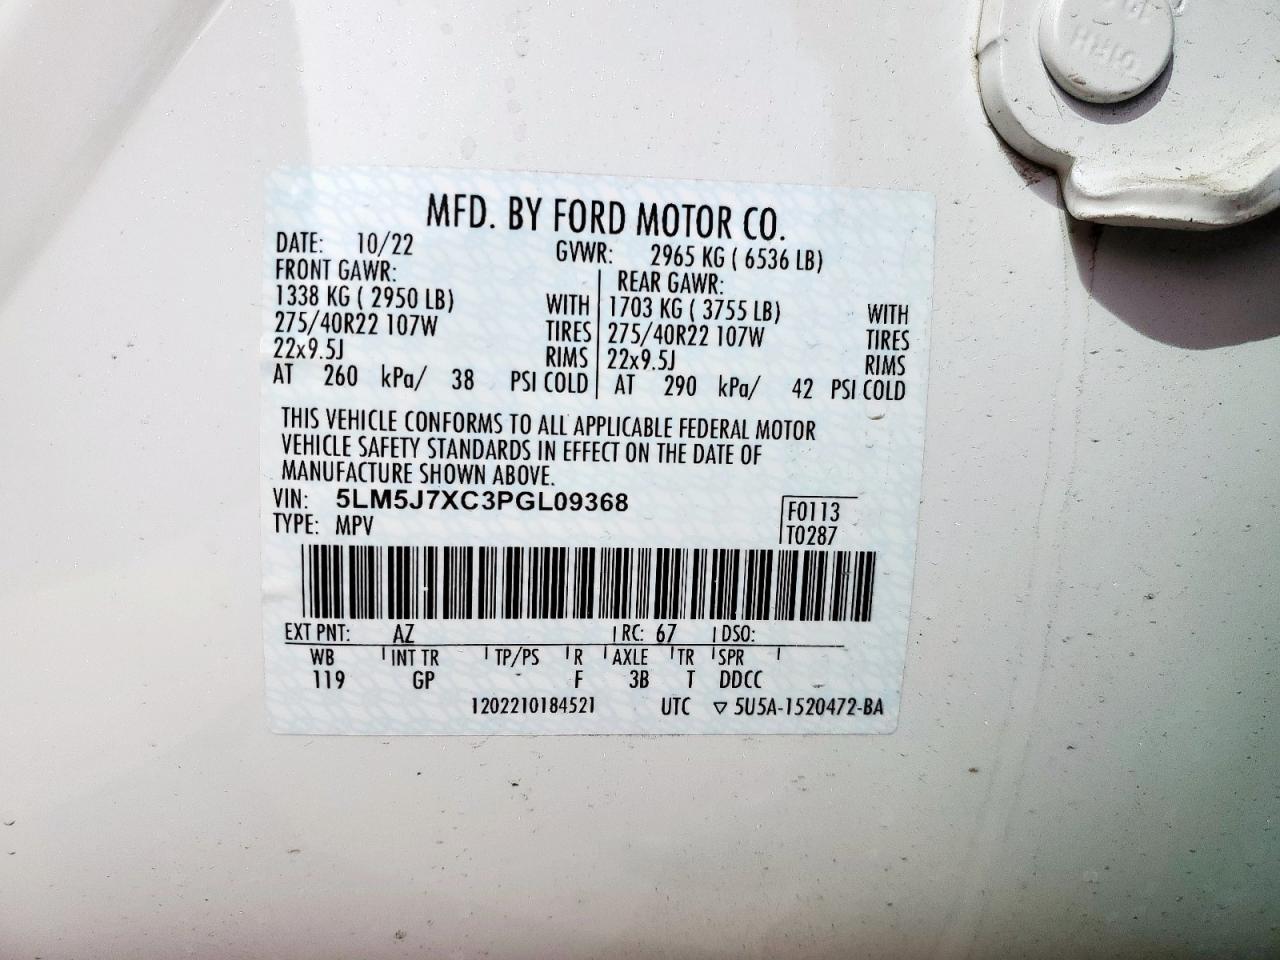 MFD. BY FORD MOTOR CO.
DATE: 10/22 GVWR: 2965 KG ( 6536 LB)
FRONT GAWR: REAR GAWR:
1338 KG ( 2950 LB) WITH 1703 KG ( 3755 LB) WITH
275/40R22 107W TIRES 275/40R22 107W TIRES
22x9.5J RIMS 22x9.5J RIMS
AT 260 kPa/ 38 PSI COLD AT 290 kPa/ 42 PSI COLD
THIS VEHICLE CONFORMS TO ALL APPLICABLE FEDERAL MOTOR
VEHICLE SAFETY STANDARDS IN EFFECT ON THE DATE OF
MANUFACTURE SHOWN ABOVE.
VIN: 5LM5J7XC3PGL09368 F0113
TYPE: MPV T0287
EXT PNT: AZ RC: 67 DSO:
WB INT TR TP/PS R AXLE TR SPR
119 GP - F 3B T DDCC
1202210184521 UTC ▽ 5U5A-1520472-BA